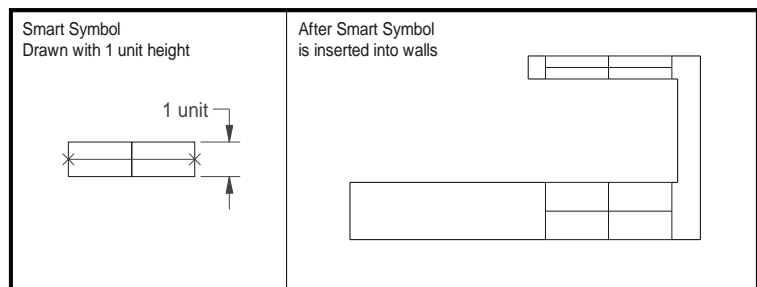 Smart Symbol
Drawn with 1 unit height
1 unit
After Smart Symbol
is inserted into walls